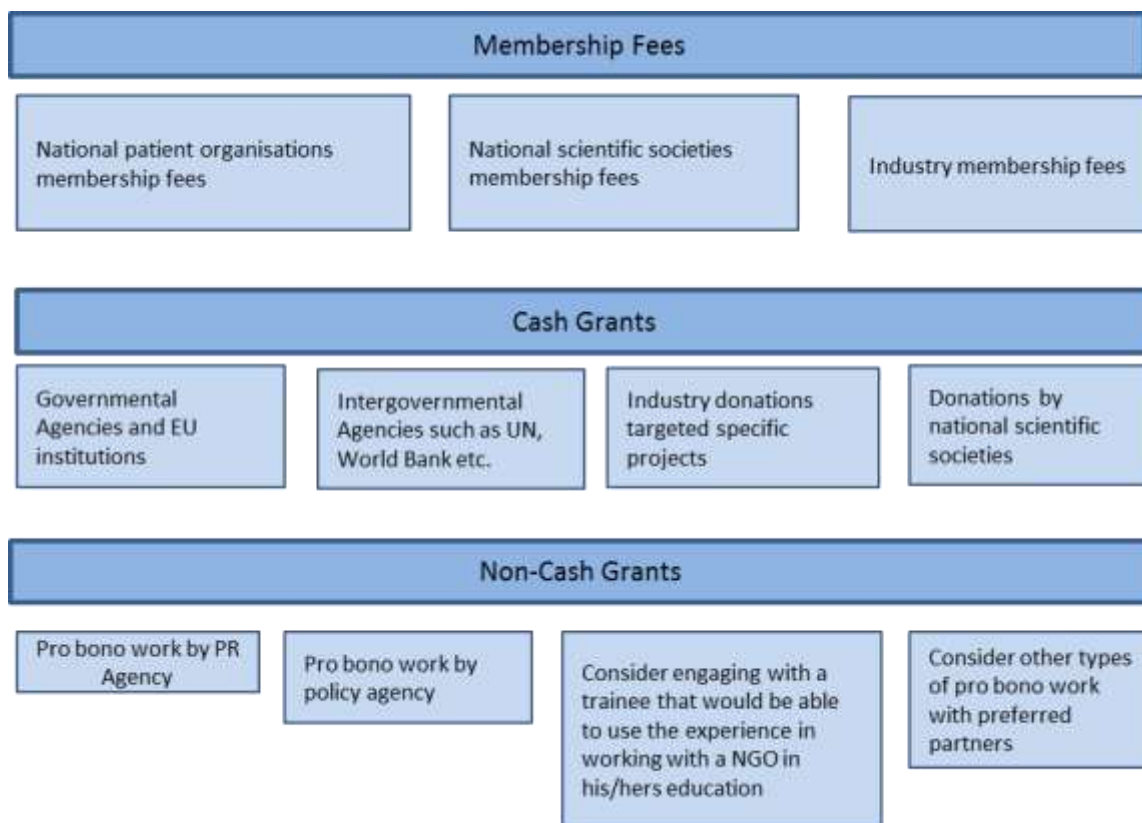 Membership Fees
National patient organisations
membership fees
National scientific societies
membership fees
Industry membership fees
Cash Grants
Governmental
Agencies and EU
institutions
Intergovernmental
Agencies such as UN,
World Bank etc.
Industry donations
targeted specific
projects
Donations by
national scientific
societies
Non-Cash Grants
Pro bono work by PR
Agency
Pro bono work by
policy agency
Consider engaging with a
trainee that would be able
to use the experience in
working with a NGO in
his/hers education
Consider other types
of pro bono work
with preferred
partners